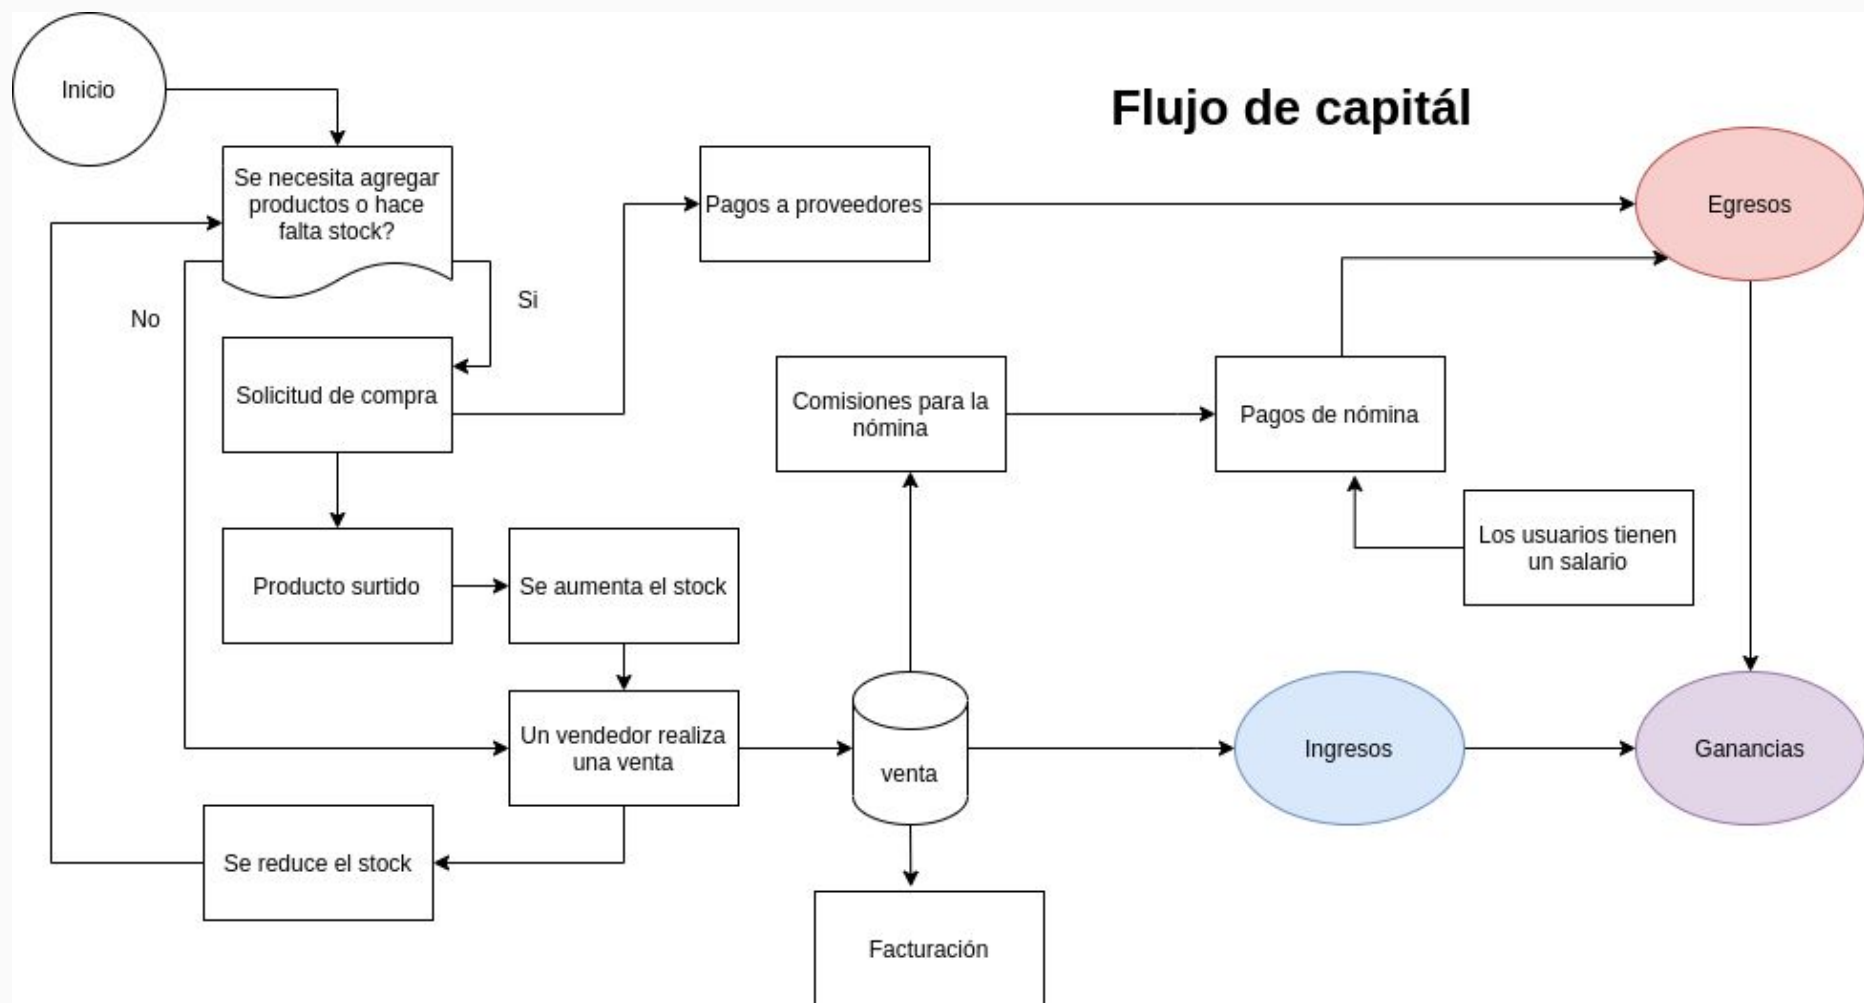 Inicio
Flujo de capitál
Se necesita agregar
productos o hace
falta stock?
Pagos a proveedores
Egresos
No
Si
Solicitud de compra
Comisiones para la
nómina
Pagos de nómina
Los usuarios tienen
un salario
Producto surtido
Se aumenta el stock
Un vendedor realiza
una venta
venta
Ingresos
Ganancias
Se reduce el stock
Facturación